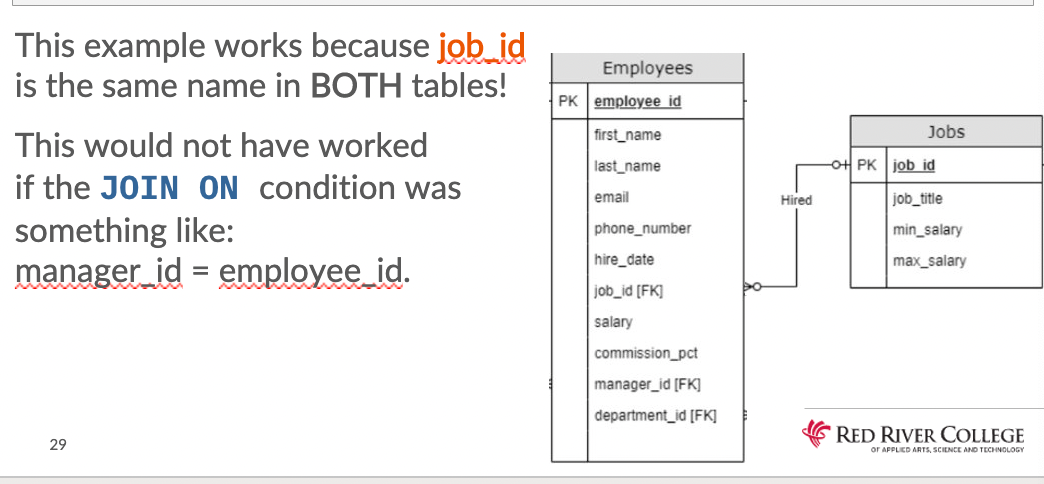 This example works because job_id
is the same name in BOTH tables!
This would not have worked
if the JOIN ON condition was
something like:
manager_id = employee_id.
29
Employees
PK employee_id
first_name
last_name
email
phone_number
hire_date
job_id [FK]
salary
commission_pct
manager_id [FK]
department_id [FK]
Hired
Jobs
PK job_id
job_title
min_salary
max_salary
RED RIVER COLLEGE
OF APPLIED ARTS, SCIENCE AND TECHNOLOGY